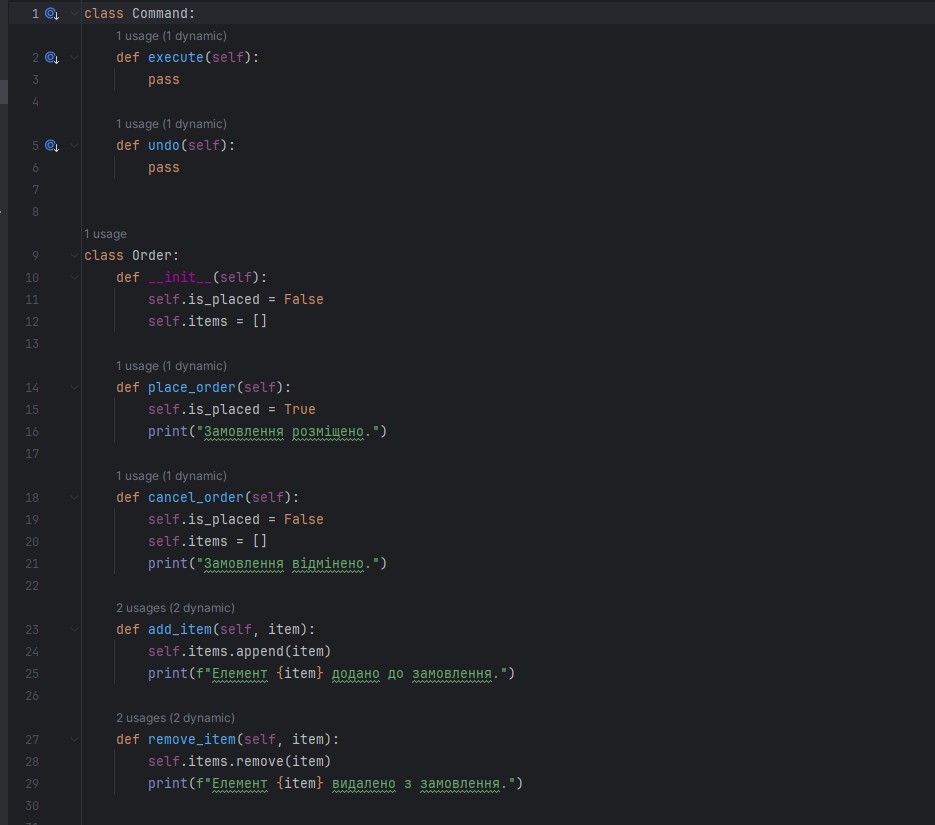 1 class Command:
1 usage (1 dynamic)
2 def execute(self):
3 pass
4
1 usage (1 dynamic)
5 def undo(self):
6 pass
7
8
1 usage
9 class Order:
10 def __init__(self):
11 self.is_placed = False
12 self.items = []
13
1 usage (1 dynamic)
14 def place_order(self):
15 self.is_placed = True
16 print("Замовлення розміщено.")
17
1 usage (1 dynamic)
18 def cancel_order(self):
19 self.is_placed = False
20 self.items = []
21 print("Замовлення відмінено.")
22
2 usages (2 dynamic)
23 def add_item(self, item):
24 self.items.append(item)
25 print(f"Елемент {item} додано до замовлення.")
26
2 usages (2 dynamic)
27 def remove_item(self, item):
28 self.items.remove(item)
29 print(f"Елемент {item} видалено з замовлення.")
30